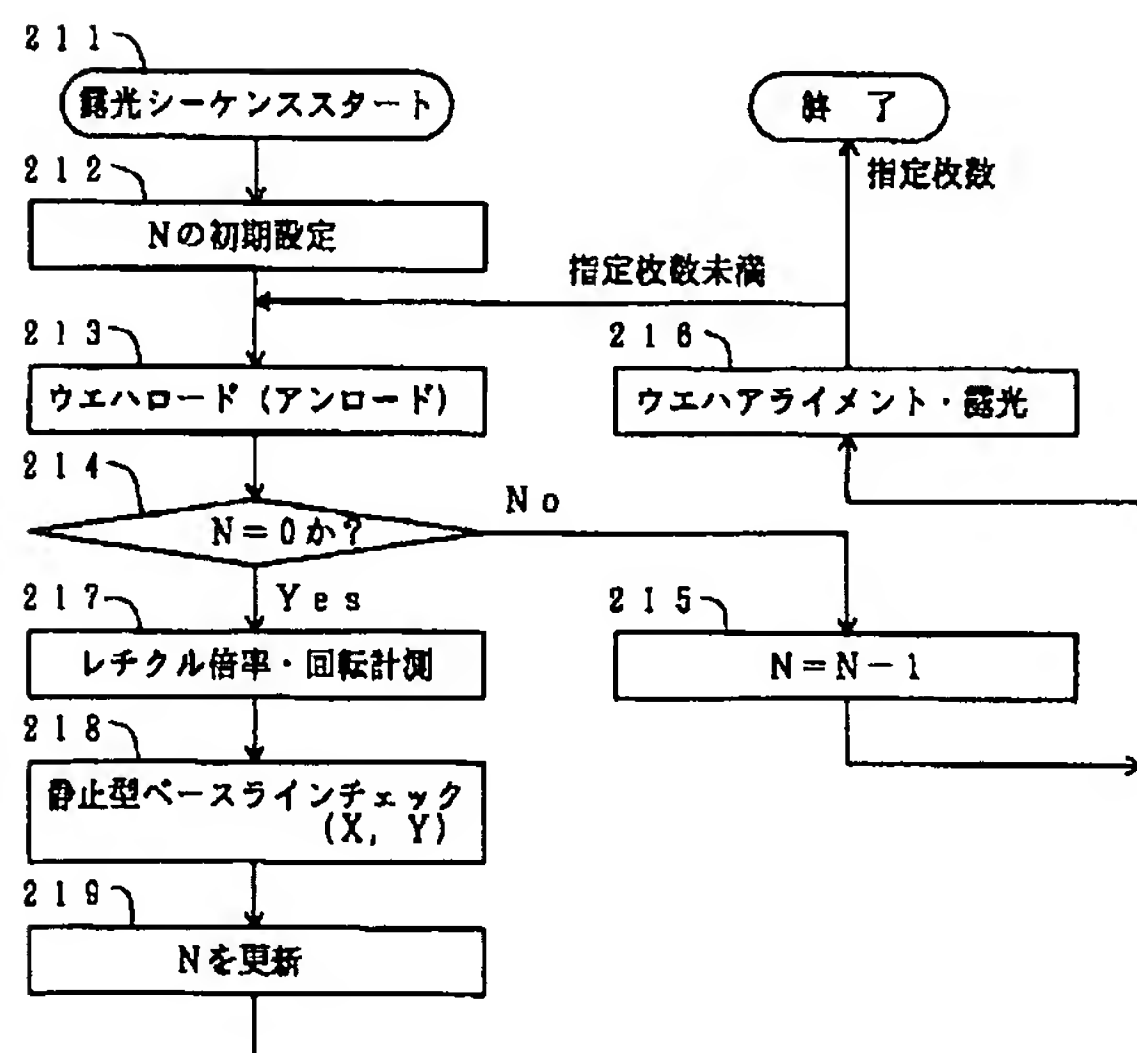 211
露光シーケンススタート
終 了
指定枚数
212
Nの初期設定
指定枚数未満
213
ウエハロード(アンロード)
216
ウエハアライメント・露光
214
N=0か?
No
Yes
217
レチクル倍率・回転計測
215
N=N-1
218
静止型ベースラインチェック
(X, Y)
219
Nを更新